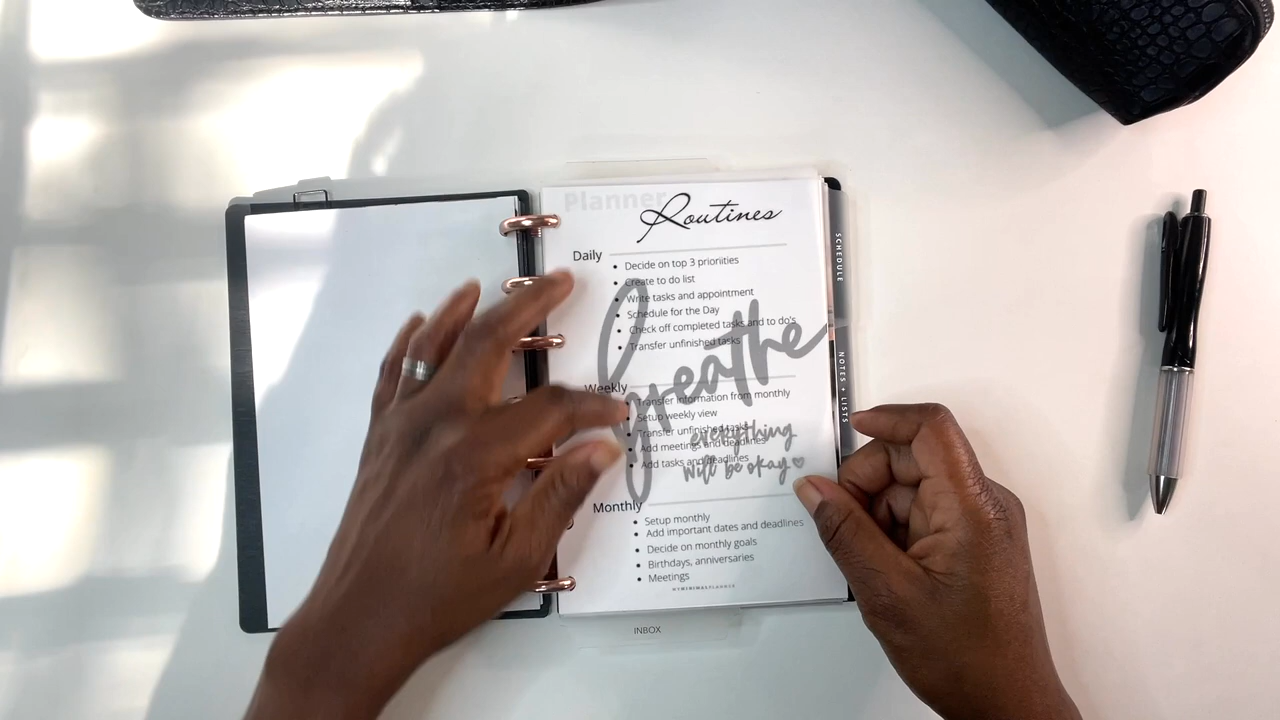 Planner
Routines
Daily
Decide on top 3 prioriities
Create to do list
Write tasks and appointment
Schedule for the Day
Check off completed tasks and to do's
Transfer unfinished tasks
breathe
Weekly
Transfer information from monthly
Setup weekly view
Transfer unfinished tasks
everything
Add meetings and deadlines
Add tasks and deadlines
will be okay
Monthly
Setup monthly
Add important dates and deadlines
Decide on monthly goals
Birthdays, anniversaries
Meetings
INBOX
SCHEDULE
NOTES + LISTS